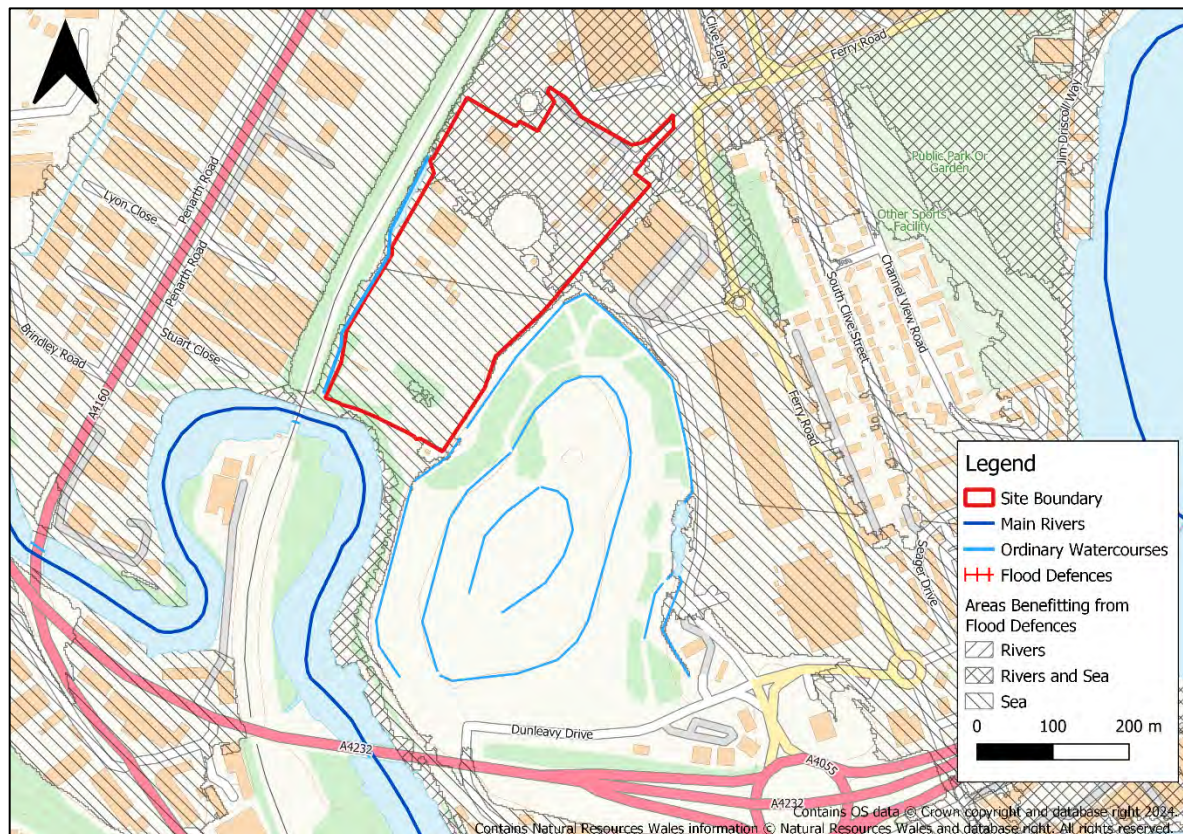 Clive Lane
Ferry Road
Jim Driscoll Way
Public Park Or
Garden
Other Sports
Facility
Penarth Road
Lyon Close
Penarth Road
Stuart Close
Brindley Road
A4160
South Clive Street
Channel View Road
Ferry Road
Seager Drive
Dunleavy Drive
A4232
A4055
A4232
Legend
Site Boundary
Main Rivers
Ordinary Watercourses
Flood Defences
Areas Benefitting from
Flood Defences
Rivers
Rivers and Sea
Sea
0 100 200 m
Contains OS data © Crown copyright and database right 2024.
Contains Natural Resources Wales information © Natural Resources Wales and database right. All rights reserved.